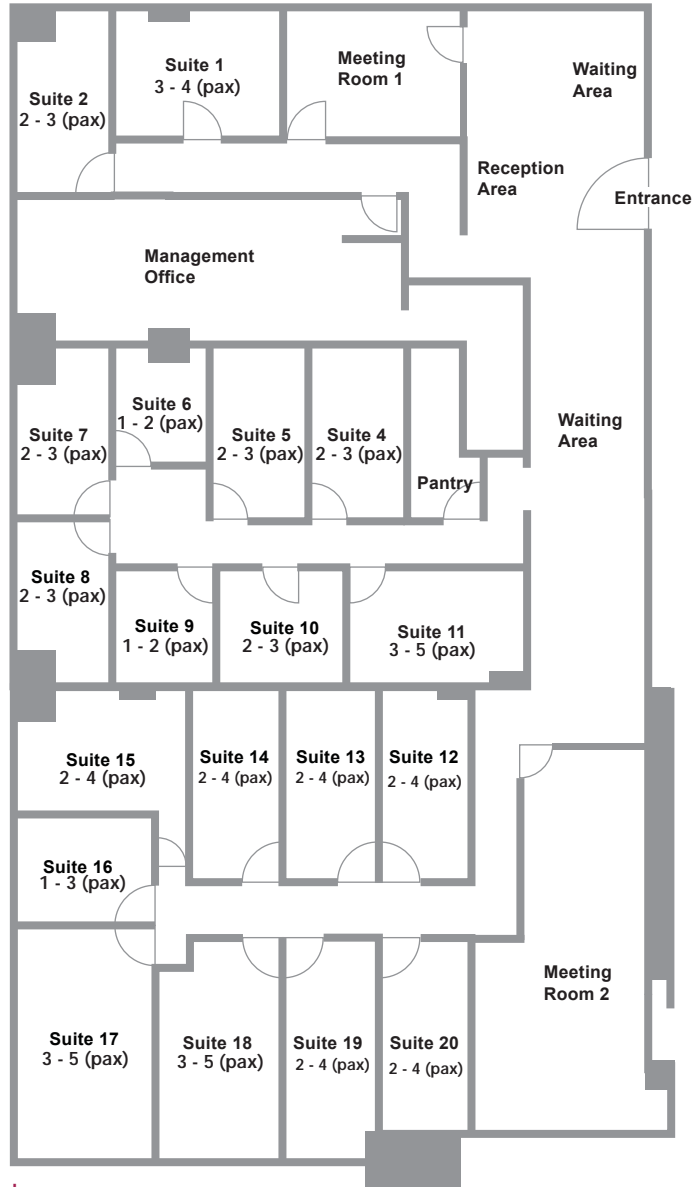 Suite 1
3 - 4 (pax)
Meeting
Room 1
Waiting
Area
Suite 2
2 - 3 (pax)
Reception
Area
Entrance
Management
Office
Suite 6
1 - 2 (pax)
Suite 7
2 - 3 (pax)
Suite 5
2 - 3 (pax)
Suite 4
2 - 3 (pax)
Waiting
Area
Pantry
Suite 8
2 - 3 (pax)
Suite 9
1 - 2 (pax)
Suite 10
2 - 3 (pax)
Suite 11
3 - 5 (pax)
Suite 15
2 - 4 (pax)
Suite 14
2 - 4 (pax)
Suite 13
2 - 4 (pax)
Suite 12
2 - 4 (pax)
Suite 16
1 - 3 (pax)
Meeting
Room 2
Suite 17
3 - 5 (pax)
Suite 18
3 - 5 (pax)
Suite 19
2 - 4 (pax)
Suite 20
2 - 4 (pax)